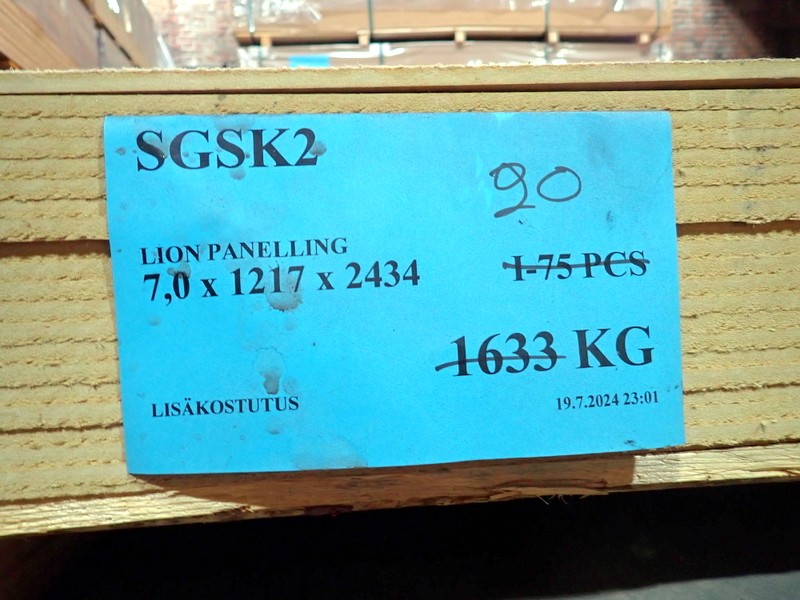 SGSK2
90
LION PANELLING
7,0 x 1217 x 2434
1-75 PCS
1633 KG
LISÄKOSTUTUS
19.7.2024 23:01